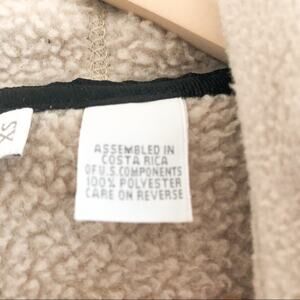 XS
ASSEMBLED IN
COSTA RICA
OF U.S. COMPONENTS
100% POLYESTER
CARE ON REVERSE